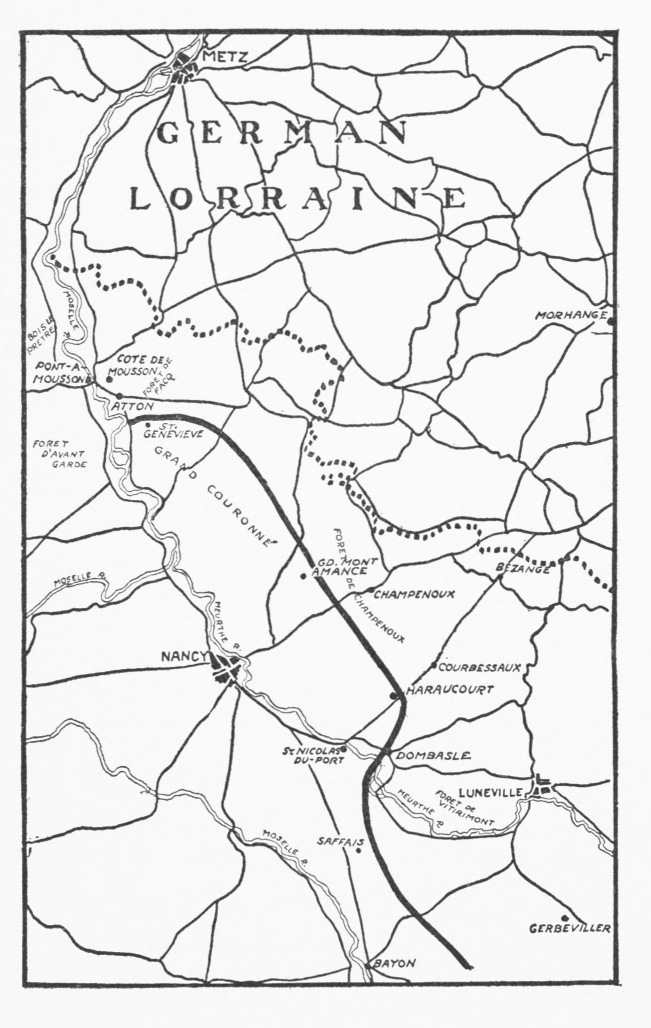 METZ
GERMAN
LORRAINE
MORHANGE
MOSELLE R.
BOIS LE
PRETRE
PONT-A-
MOUSSON
COTE DE
MOUSSON
FORET DE
FACQ
ATTON
ST.
GENEVIEVE
FORET
D'AVANT
GARDE
GRAND COURONNÉ
GD. MONT
AMANCE
FORET DE CHAMPENOUX
BEZANGE
MOSELLE R.
CHAMPENOUX
MEURTHE R.
NANCY
COURBESSAUX
HARAUCOURT
ST NICOLAS
DU-PORT
DOMBASLE
LUNEVILLE
MEURTHE R.
FORET DE
VITIRIMONT
MOSELLE R.
SAFFAIS
GERBEVILLER
BAYON